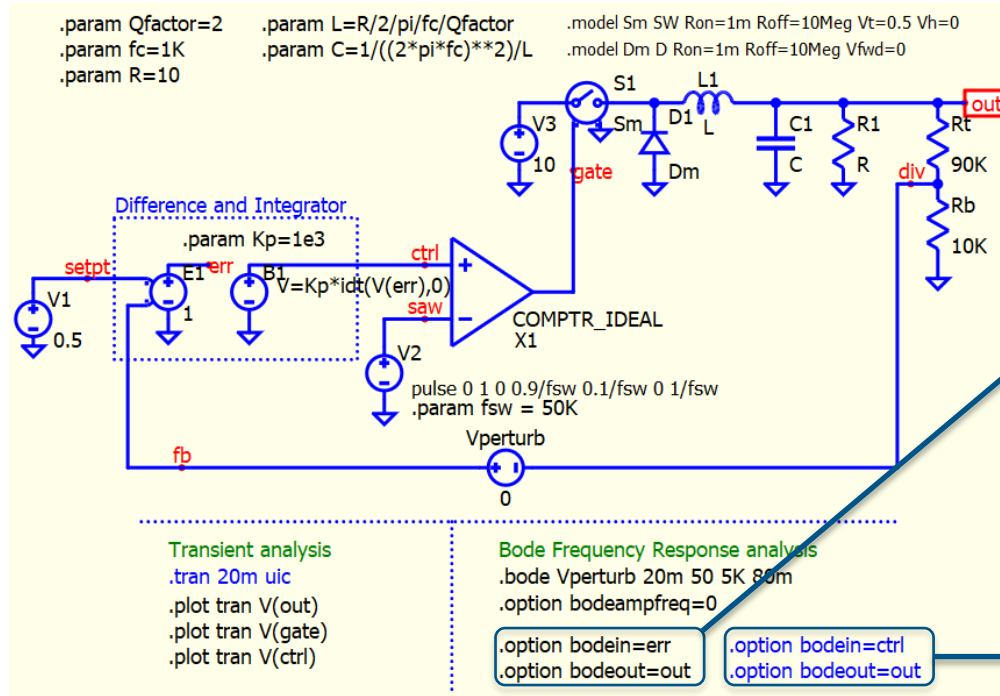 .param Qfactor=2
.param fc=1K
.param R=10
.param L=R/2/pi/fc/Qfactor
.param C=1/((2*pi*fc)**2)/L
.model Sm SW Ron=1m Roff=10Meg Vt=0.5 Vh=0
.model Dm D Ron=1m Roff=10Meg Vfwd=0
S1
Sm
V3
10
gate
D1
Dm
L1
L
C1
C
R1
R
out
Rt
90K
div
Rb
10K
Difference and Integrator
.param Kp=1e3
setpt
V1
0.5
E1
1
err
B1
V=Kp*idt(V(err),0)
ctrl
saw
+
−
COMPTR_IDEAL
X1
V2
pulse 0 1 0 0.9/fsw 0.1/fsw 0 1/fsw
.param fsw = 50K
Vperturb
0
fb
Transient analysis
.tran 20m uic
.plot tran V(out)
.plot tran V(gate)
.plot tran V(ctrl)
Bode Frequency Response analysis
.bode Vperturb 20m 50 5K 80m
.option bodeampfreq=0
.option bodein=err
.option bodeout=out
.option bodein=ctrl
.option bodeout=out